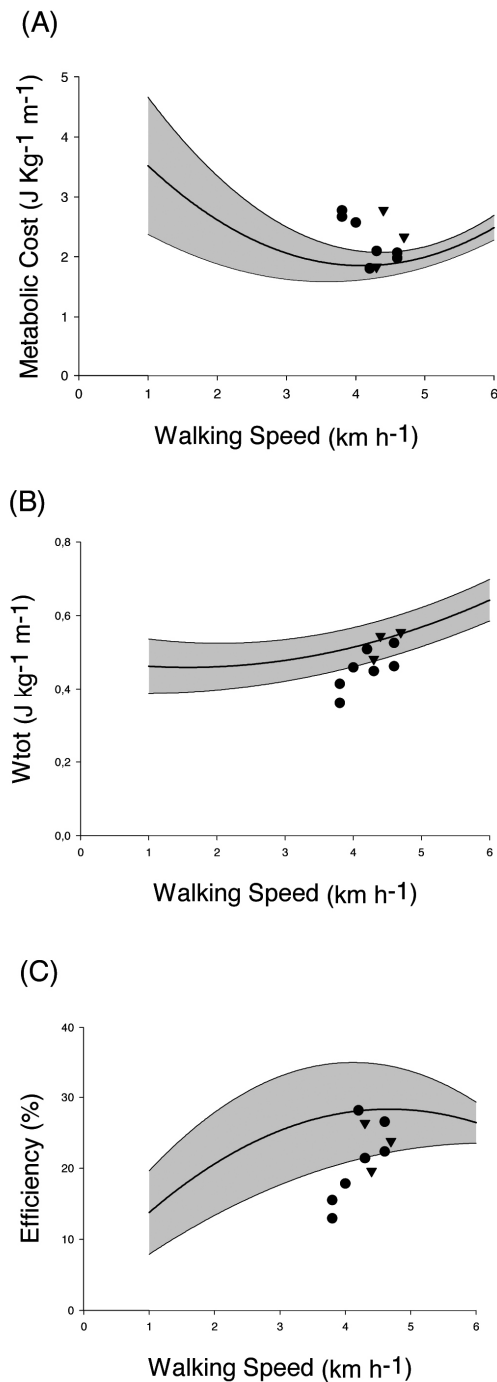 (A)
Metabolic Cost (J Kg-1 m-1)
5
4
3
2
1
0
0 1 2 3 4 5 6
Walking Speed (km h-1)
(B)
Wtot (J kg-1 m-1)
0,8
0,6
0,4
0,2
0,0
0 1 2 3 4 5 6
Walking Speed (km h-1)
(C)
Efficiency (%)
40
30
20
10
0
0 1 2 3 4 5 6
Walking Speed (km h-1)